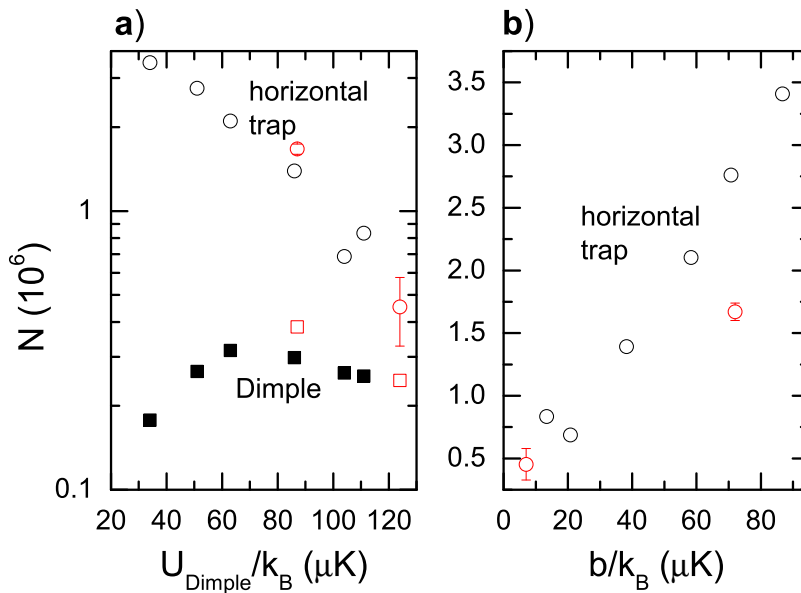 a)
horizontal
trap
Dimple
1
0.1
N (10⁶)
20 40 60 80 100 120
U_Dimple/k_B (μK)
b)
horizontal
trap
3.5
3.0
2.5
2.0
1.5
1.0
0.5
0 20 40 60 80
b/k_B (μK)